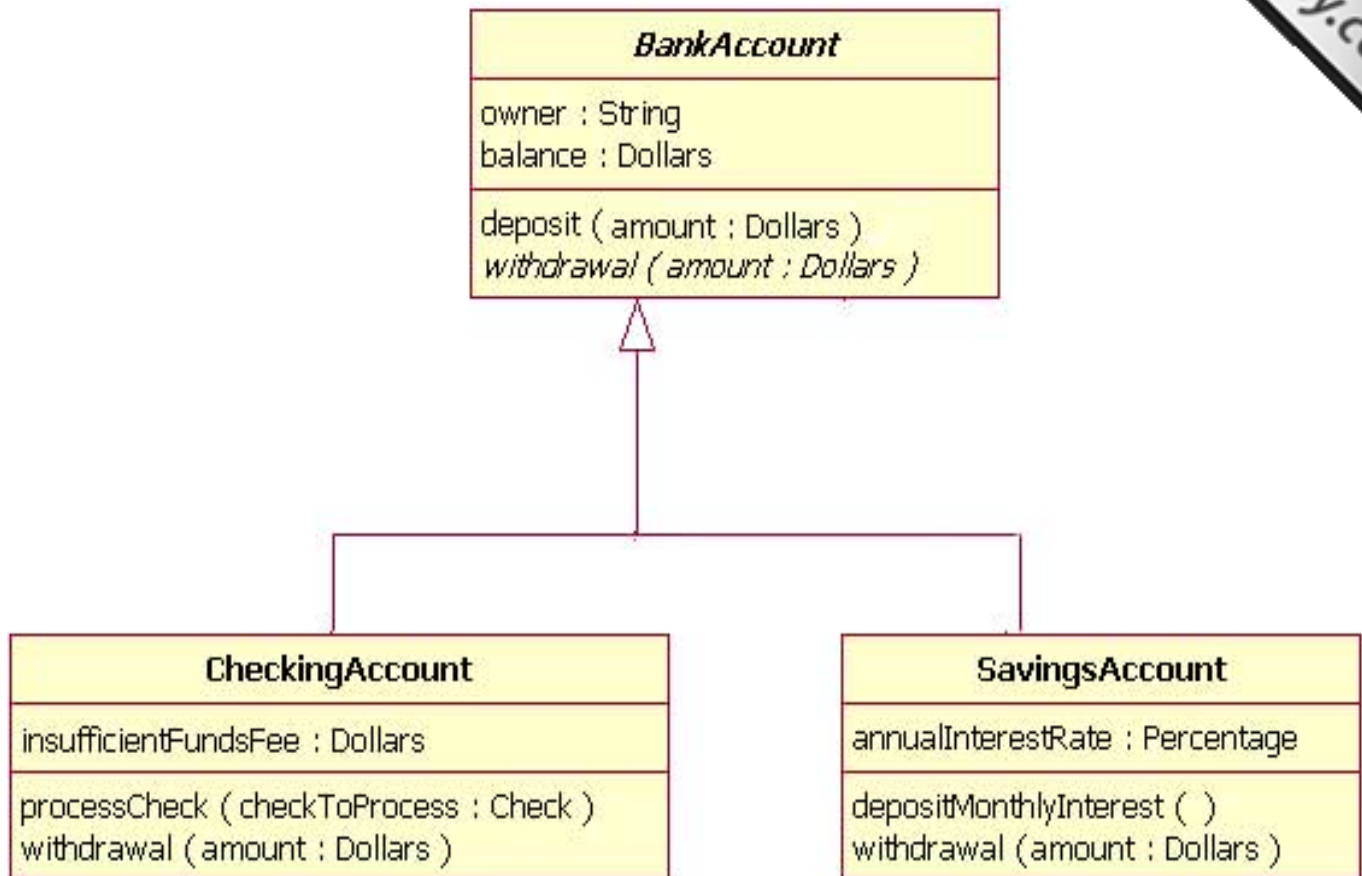 BankAccount
owner : String
balance : Dollars
deposit ( amount : Dollars )
withdrawal ( amount : Dollars )
CheckingAccount
insufficientFundsFee : Dollars
processCheck ( checkToProcess : Check )
withdrawal ( amount : Dollars )
SavingsAccount
annualInterestRate : Percentage
depositMonthlyInterest ( )
withdrawal ( amount : Dollars )